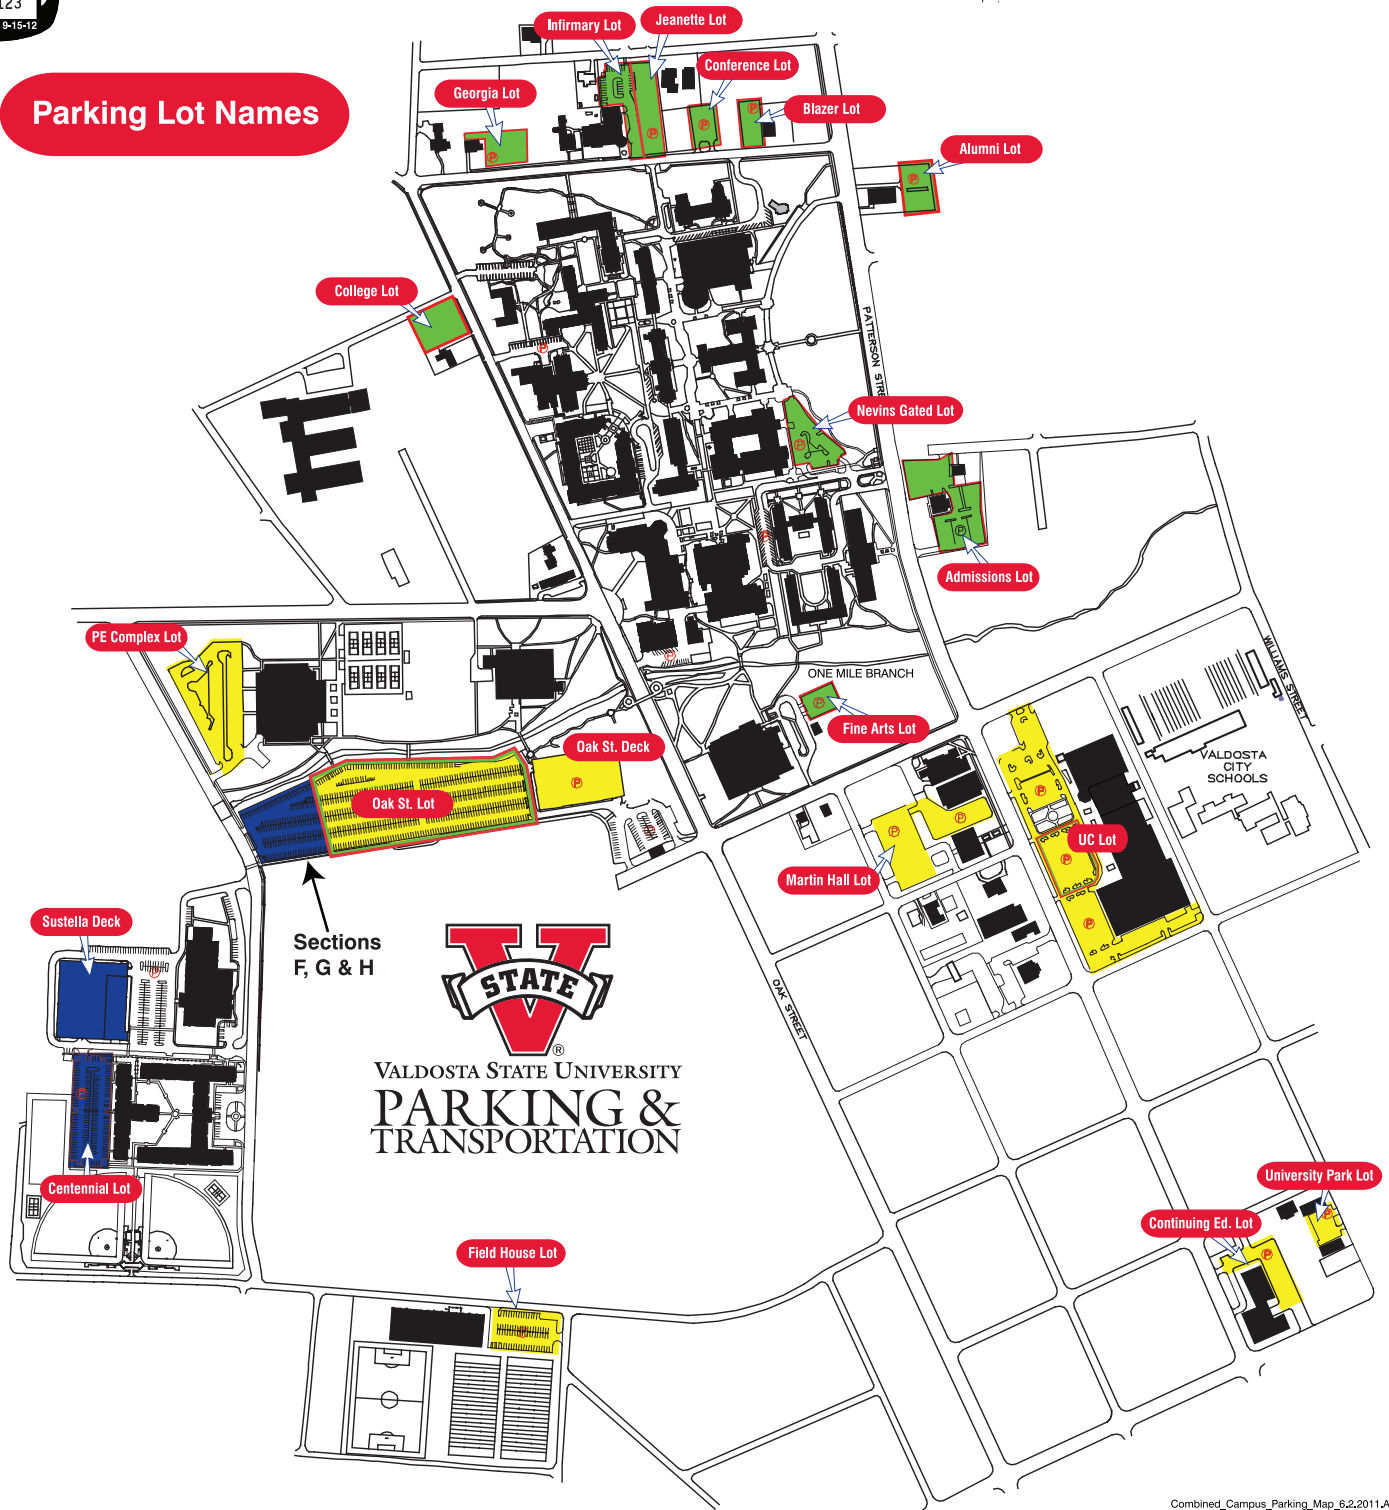 123
9-15-12
Parking Lot Names
Infirmary Lot
Jeanette Lot
Conference Lot
Georgia Lot
Blazer Lot
Alumni Lot
College Lot
PATTERSON STREET
Nevins Gated Lot
Admissions Lot
PE Complex Lot
WILLIAMS STREET
ONE MILE BRANCH
Fine Arts Lot
Oak St. Deck
VALDOSTA
CITY
SCHOOLS
Oak St. Lot
UC Lot
Martin Hall Lot
Sustella Deck
Sections
F, G & H
STATE
®
OAK STREET
VALDOSTA STATE UNIVERSITY
PARKING &
TRANSPORTATION
Centennial Lot
University Park Lot
Continuing Ed. Lot
Field House Lot
Combined_Campus_Parking_Map_6.2.2011.A